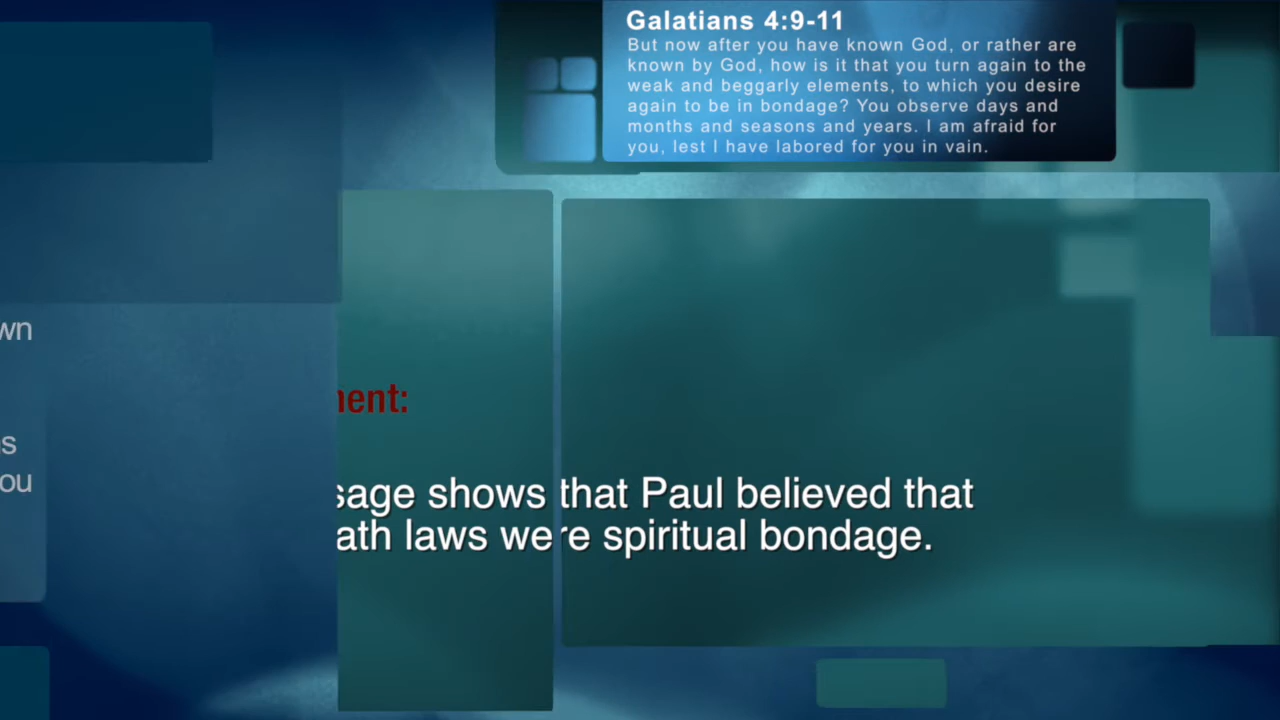 Galatians 4:9-11
But now after you have known God, or rather are
known by God, how is it that you turn again to the
weak and beggarly elements, to which you desire
again to be in bondage? You observe days and
months and seasons and years. I am afraid for
you, lest I have labored for you in vain.
wn
ou
ent:
sage shows that Paul believed that
ath laws were spiritual bondage.